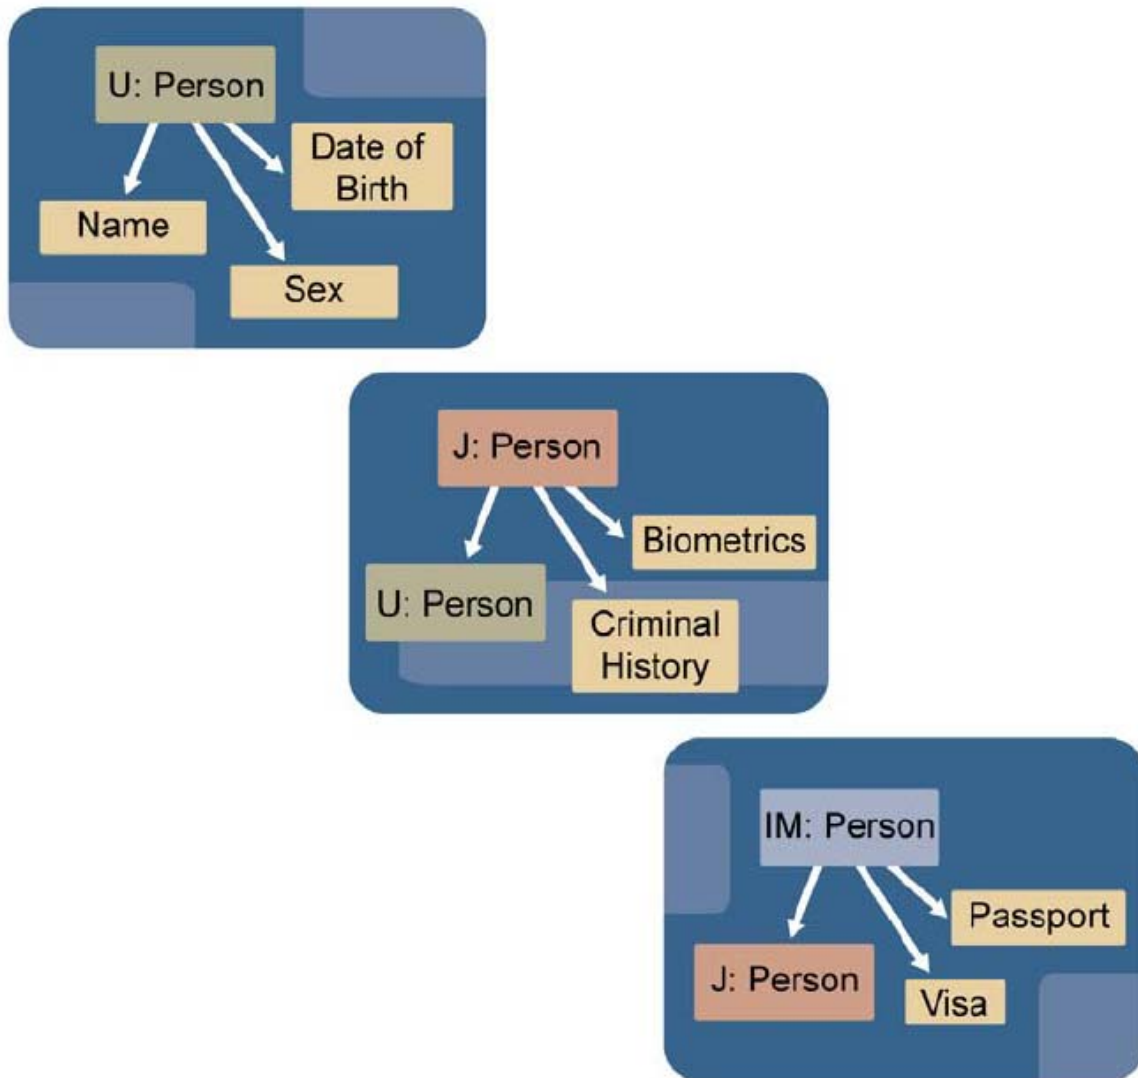 U: Person
Date of
Birth
Name
Sex
J: Person
Biometrics
U: Person
Criminal
History
IM: Person
Passport
J: Person
Visa